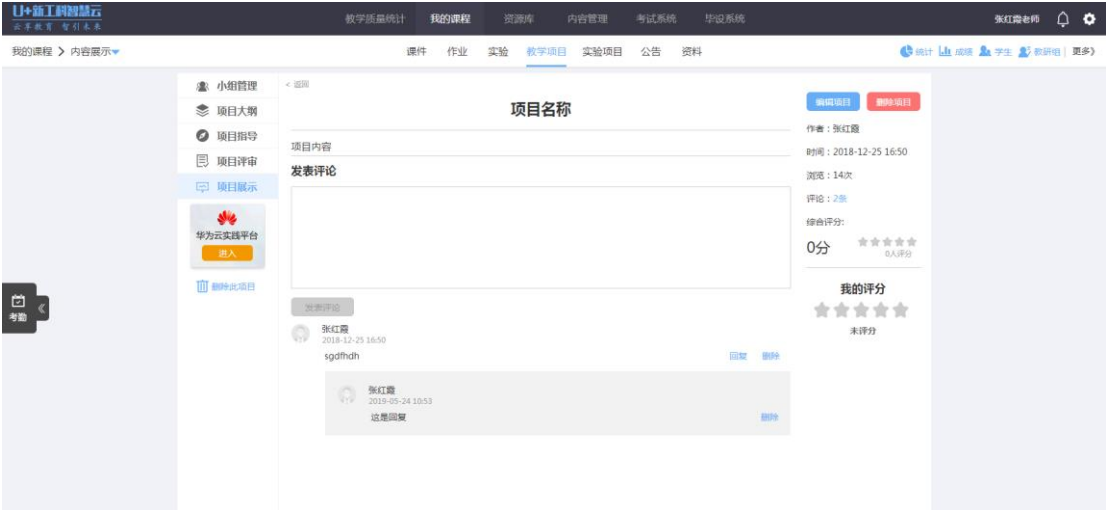 U+新工科智慧云
云享教育 智引未来
教学质量统计 我的课程 资源库 内容管理 考试系统 毕设系统
张红霞老师
我的课程 > 内容展示
课件 作业 实验 教学项目 实验项目 公告 资料
统计 成绩 学生 教研组 | 更多》
小组管理
项目大纲
项目指导
项目评审
项目展示
华为云实践平台
进入
删除此项目
考勤
《
< 返回
项目名称
项目内容
发表评论
发表评论
张红霞
2018-12-25 16:50
sgdfhdh
回复 删除
张红霞
2019-05-24 10:53
这是回复
删除
编辑项目 删除项目
作者：张红霞
时间：2018-12-25 16:50
浏览：14次
评论：2条
综合评分:
0分
0人评分
我的评分
未评分